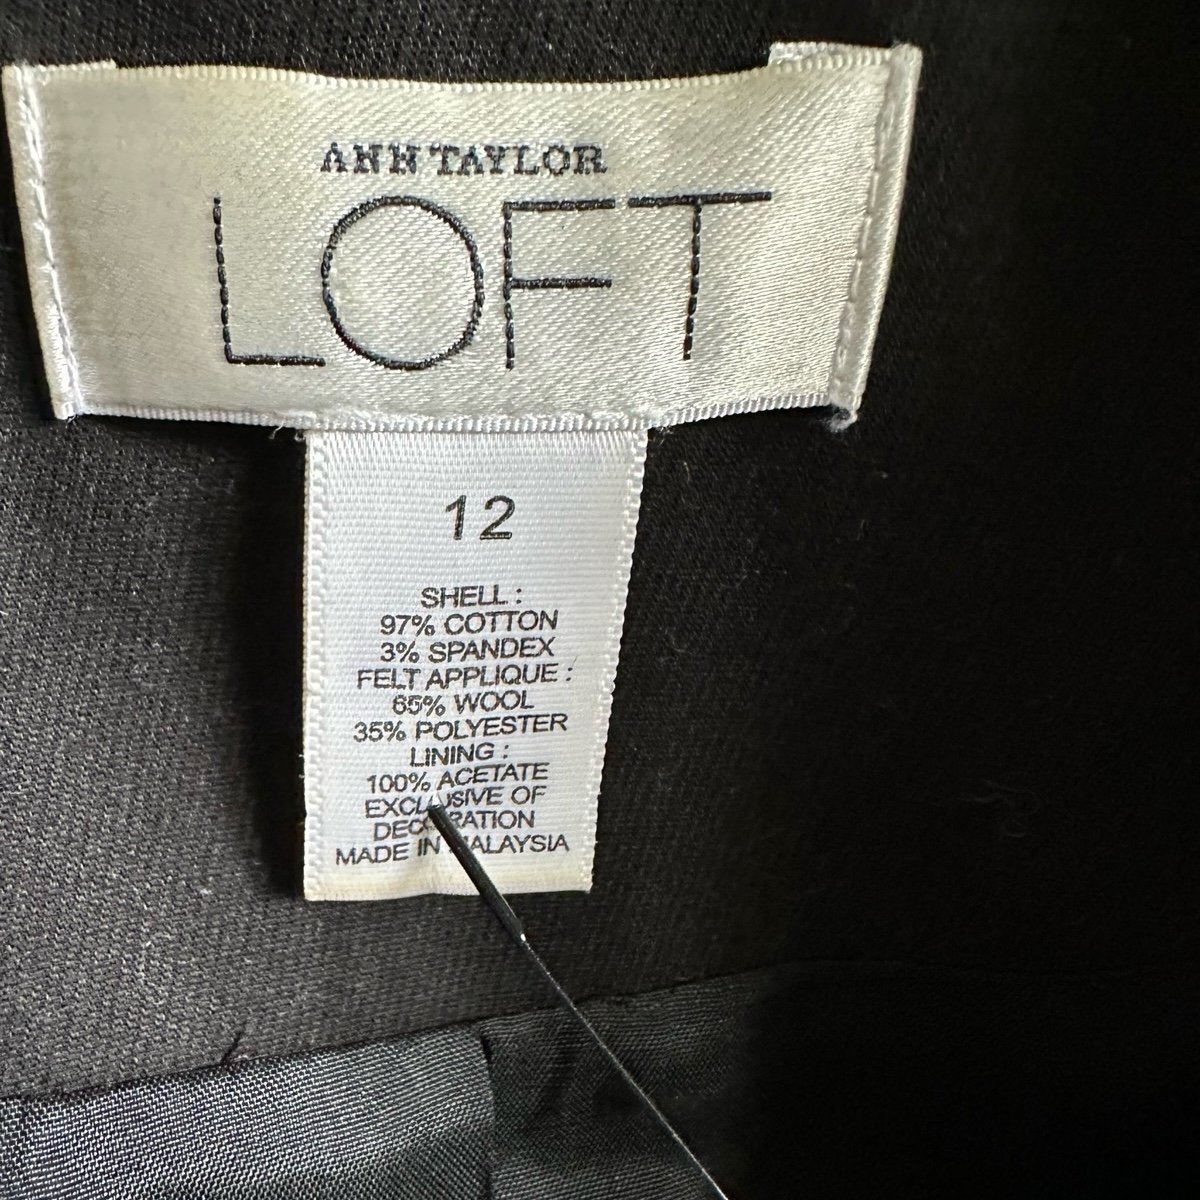 ANN TAYLOR
LOFT
12
SHELL :
97% COTTON
3% SPANDEX
FELT APPLIQUE :
65% WOOL
35% POLYESTER
LINING :
100% ACETATE
EXCLUSIVE OF
DECORATION
MADE IN MALAYSIA